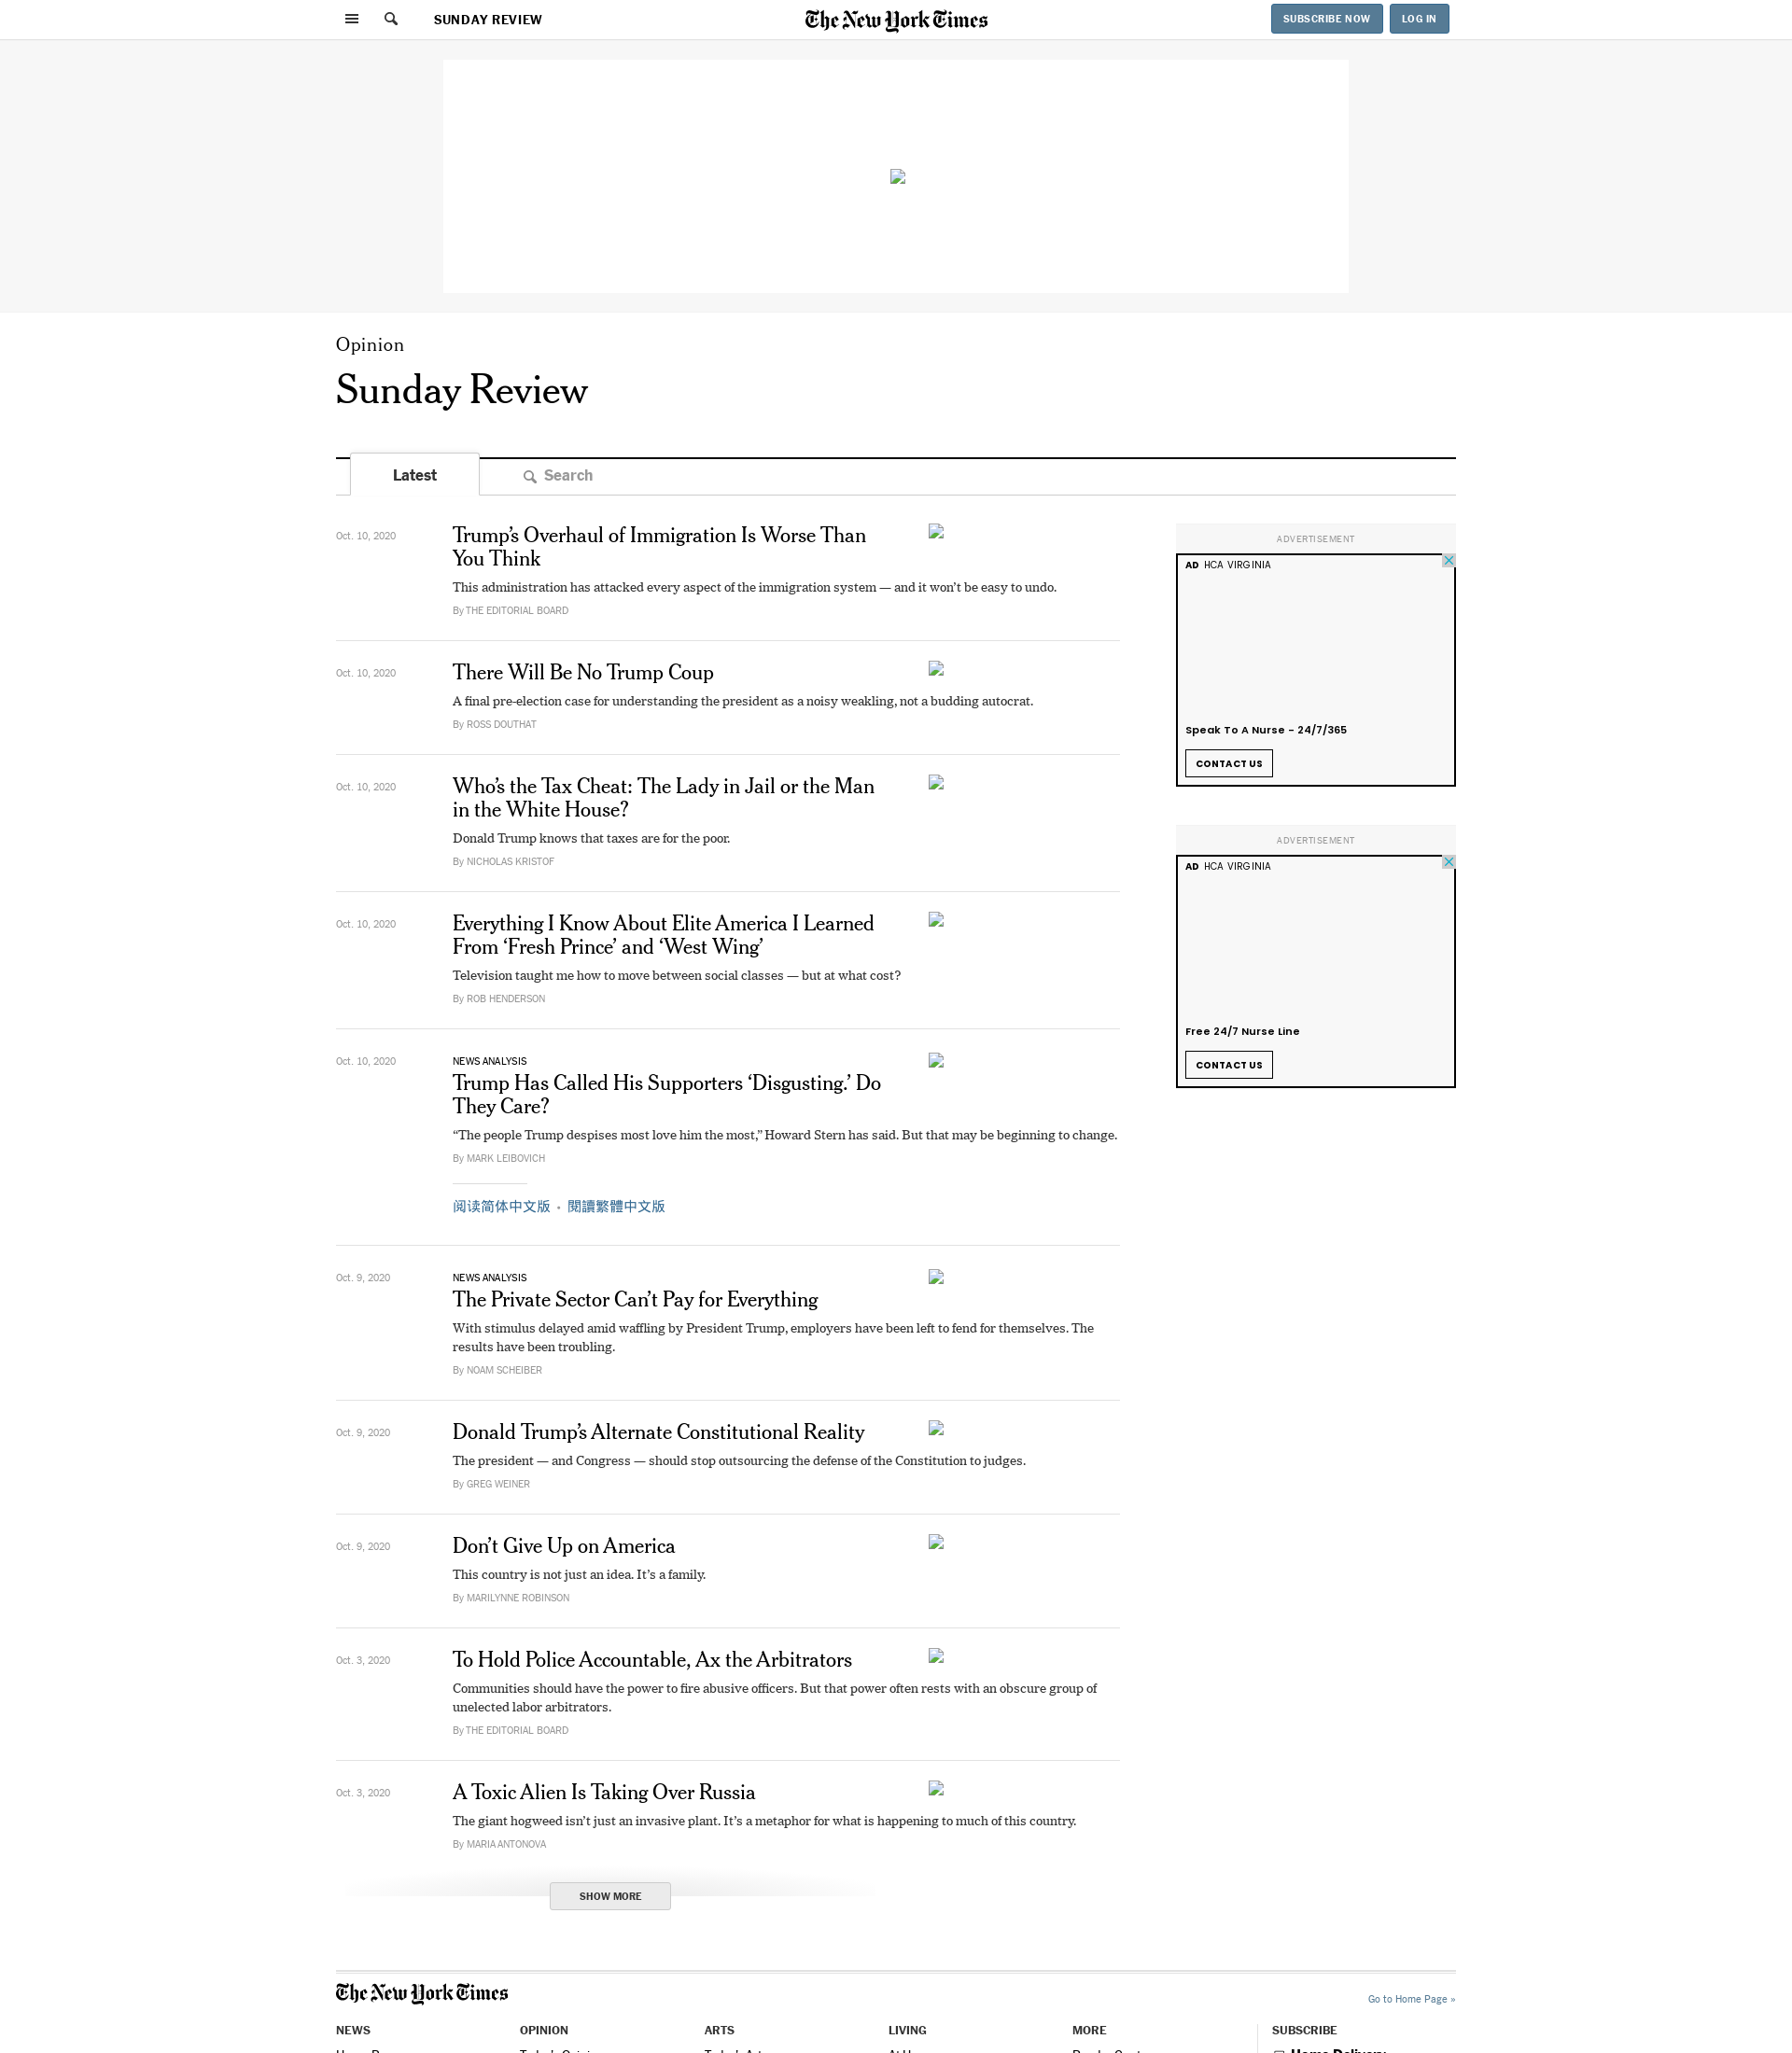 SUNDAY REVIEW
The New York Times
SUBSCRIBE NOW
LOG IN
Opinion
Sunday Review
Latest
Search
Oct. 10, 2020
Trump’s Overhaul of Immigration Is Worse Than
You Think
This administration has attacked every aspect of the immigration system — and it won’t be easy to undo.
By THE EDITORIAL BOARD
Oct. 10, 2020
There Will Be No Trump Coup
A final pre-election case for understanding the president as a noisy weakling, not a budding autocrat.
By ROSS DOUTHAT
Oct. 10, 2020
Who’s the Tax Cheat: The Lady in Jail or the Man
in the White House?
Donald Trump knows that taxes are for the poor.
By NICHOLAS KRISTOF
Oct. 10, 2020
Everything I Know About Elite America I Learned
From ‘Fresh Prince’ and ‘West Wing’
Television taught me how to move between social classes — but at what cost?
By ROB HENDERSON
Oct. 10, 2020
NEWS ANALYSIS
Trump Has Called His Supporters ‘Disgusting.’ Do
They Care?
“The people Trump despises most love him the most,” Howard Stern has said. But that may be beginning to change.
By MARK LEIBOVICH
阅读简体中文版 • 閱讀繁體中文版
Oct. 9, 2020
NEWS ANALYSIS
The Private Sector Can’t Pay for Everything
With stimulus delayed amid waffling by President Trump, employers have been left to fend for themselves. The
results have been troubling.
By NOAM SCHEIBER
Oct. 9, 2020
Donald Trump’s Alternate Constitutional Reality
The president — and Congress — should stop outsourcing the defense of the Constitution to judges.
By GREG WEINER
Oct. 9, 2020
Don’t Give Up on America
This country is not just an idea. It’s a family.
By MARILYNNE ROBINSON
Oct. 3, 2020
To Hold Police Accountable, Ax the Arbitrators
Communities should have the power to fire abusive officers. But that power often rests with an obscure group of
unelected labor arbitrators.
By THE EDITORIAL BOARD
Oct. 3, 2020
A Toxic Alien Is Taking Over Russia
The giant hogweed isn’t just an invasive plant. It’s a metaphor for what is happening to much of this country.
By MARIA ANTONOVA
SHOW MORE
ADVERTISEMENT
AD HCA VIRGINIA
Speak To A Nurse - 24/7/365
CONTACT US
ADVERTISEMENT
AD HCA VIRGINIA
Free 24/7 Nurse Line
CONTACT US
The New York Times
Go to Home Page »
NEWS
OPINION
ARTS
LIVING
MORE
SUBSCRIBE
Home Delivery